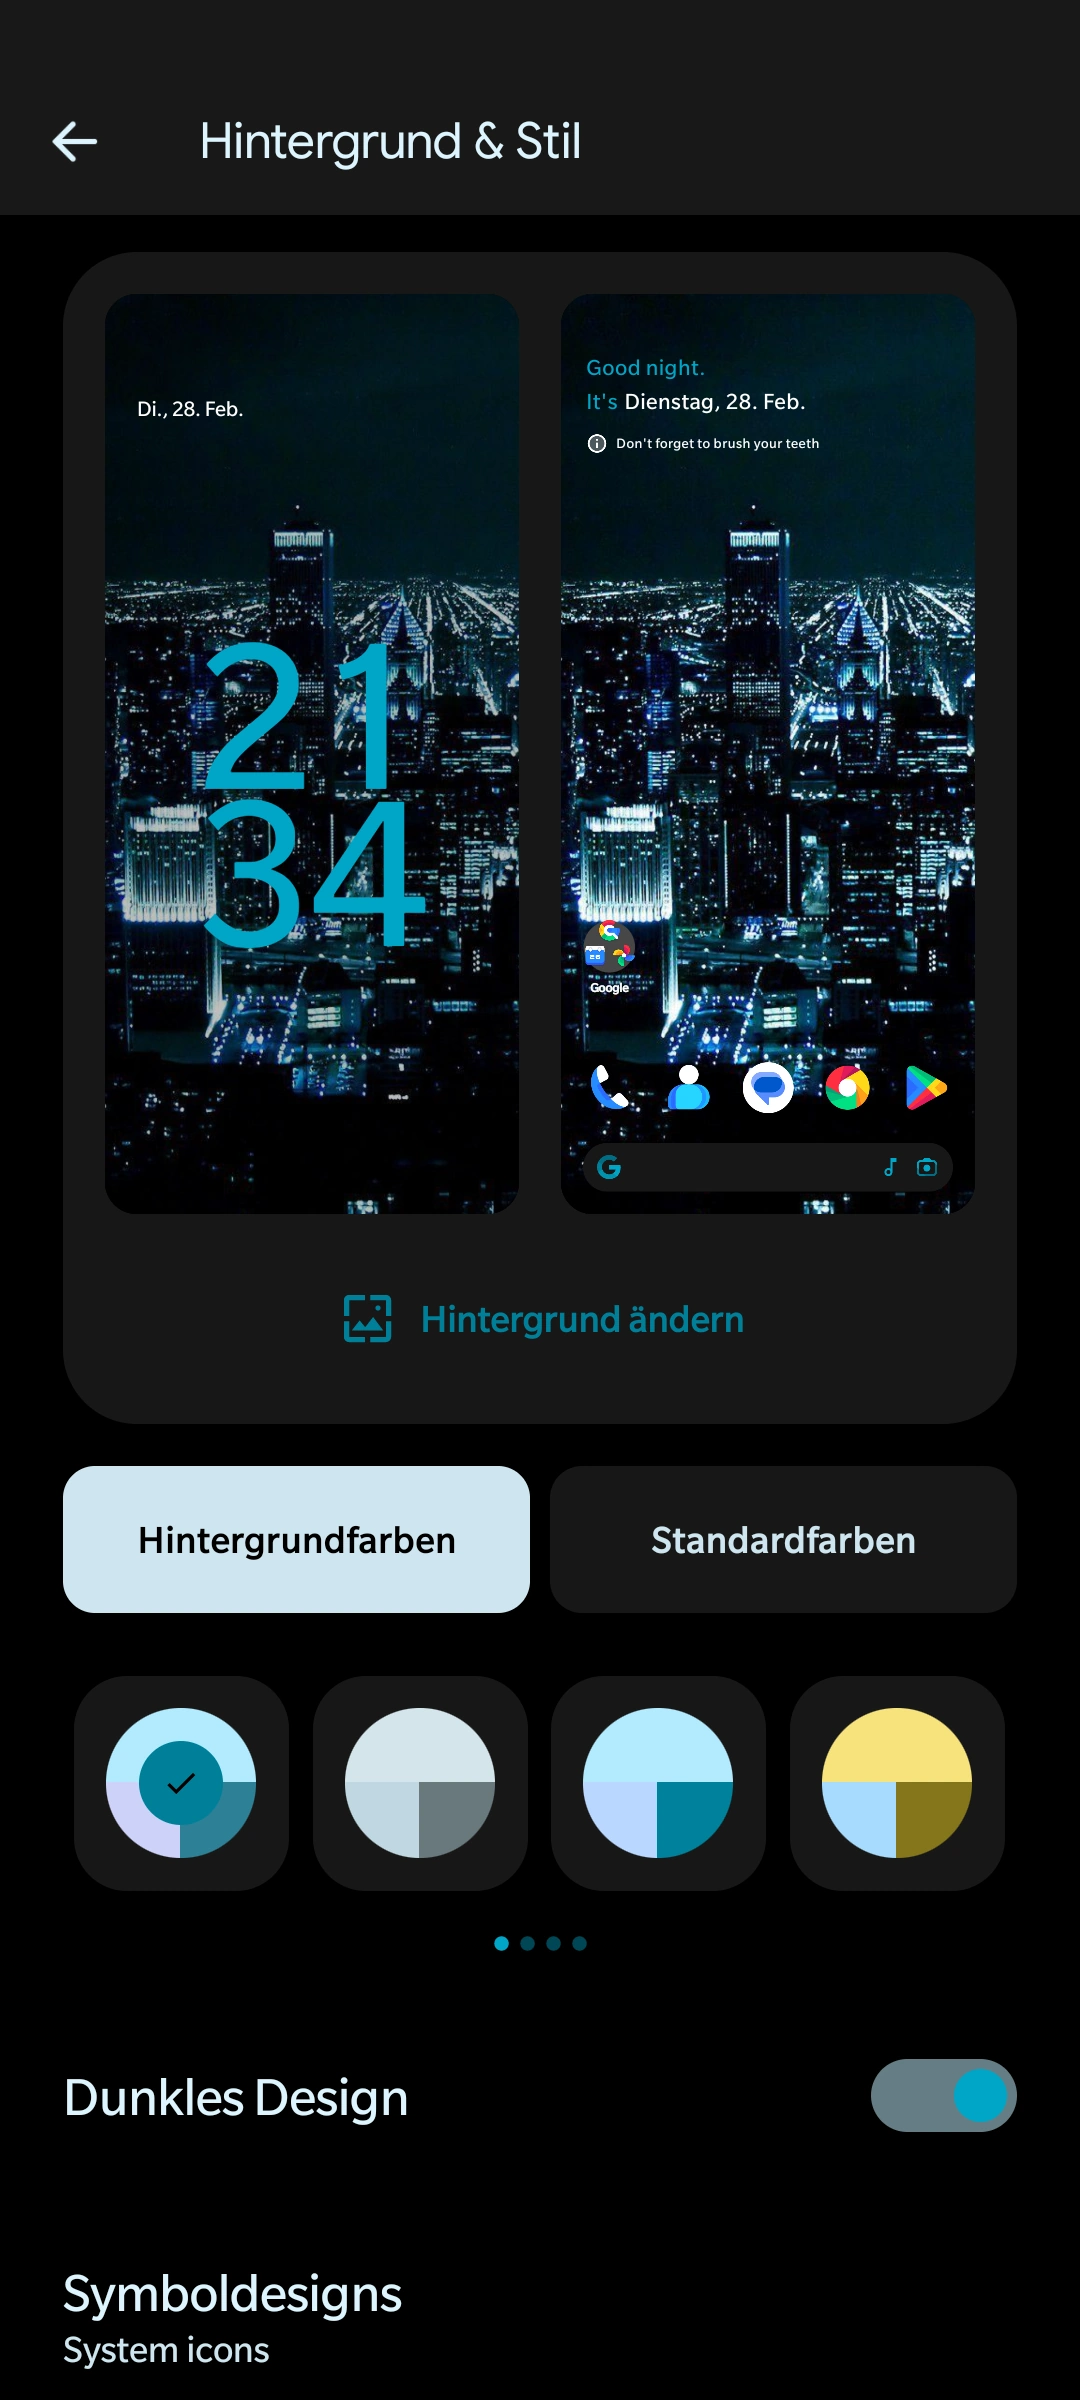 Hintergrund & Stil
Di., 28. Feb.
21
34
Good night.
It's Dienstag, 28. Feb.
Don't forget to brush your teeth
Google
Hintergrund ändern
Hintergrundfarben
Standardfarben
Dunkles Design
Symboldesigns
System icons